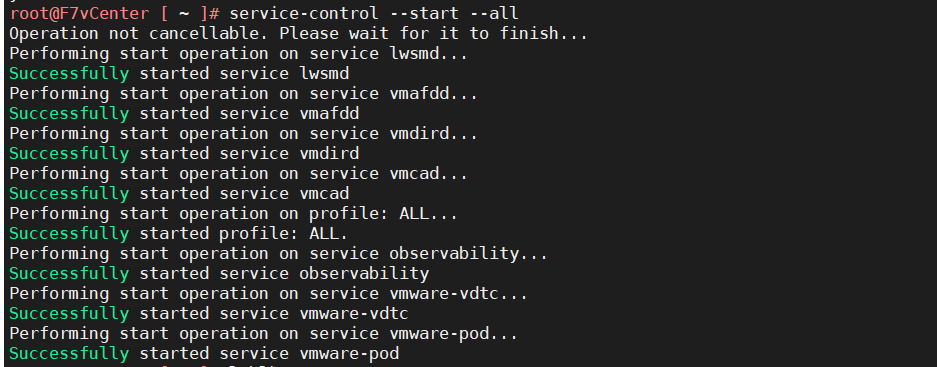 root@F7vCenter [ ~ ]# service-control --start --all
Operation not cancellable. Please wait for it to finish...
Performing start operation on service lwsmd...
Successfully started service lwsmd
Performing start operation on service vmafdd...
Successfully started service vmafdd
Performing start operation on service vmdird...
Successfully started service vmdird
Performing start operation on service vmcad...
Successfully started service vmcad
Performing start operation on profile: ALL...
Successfully started profile: ALL.
Performing start operation on service observability...
Successfully started service observability
Performing start operation on service vmware-vdtc...
Successfully started service vmware-vdtc
Performing start operation on service vmware-pod...
Successfully started service vmware-pod